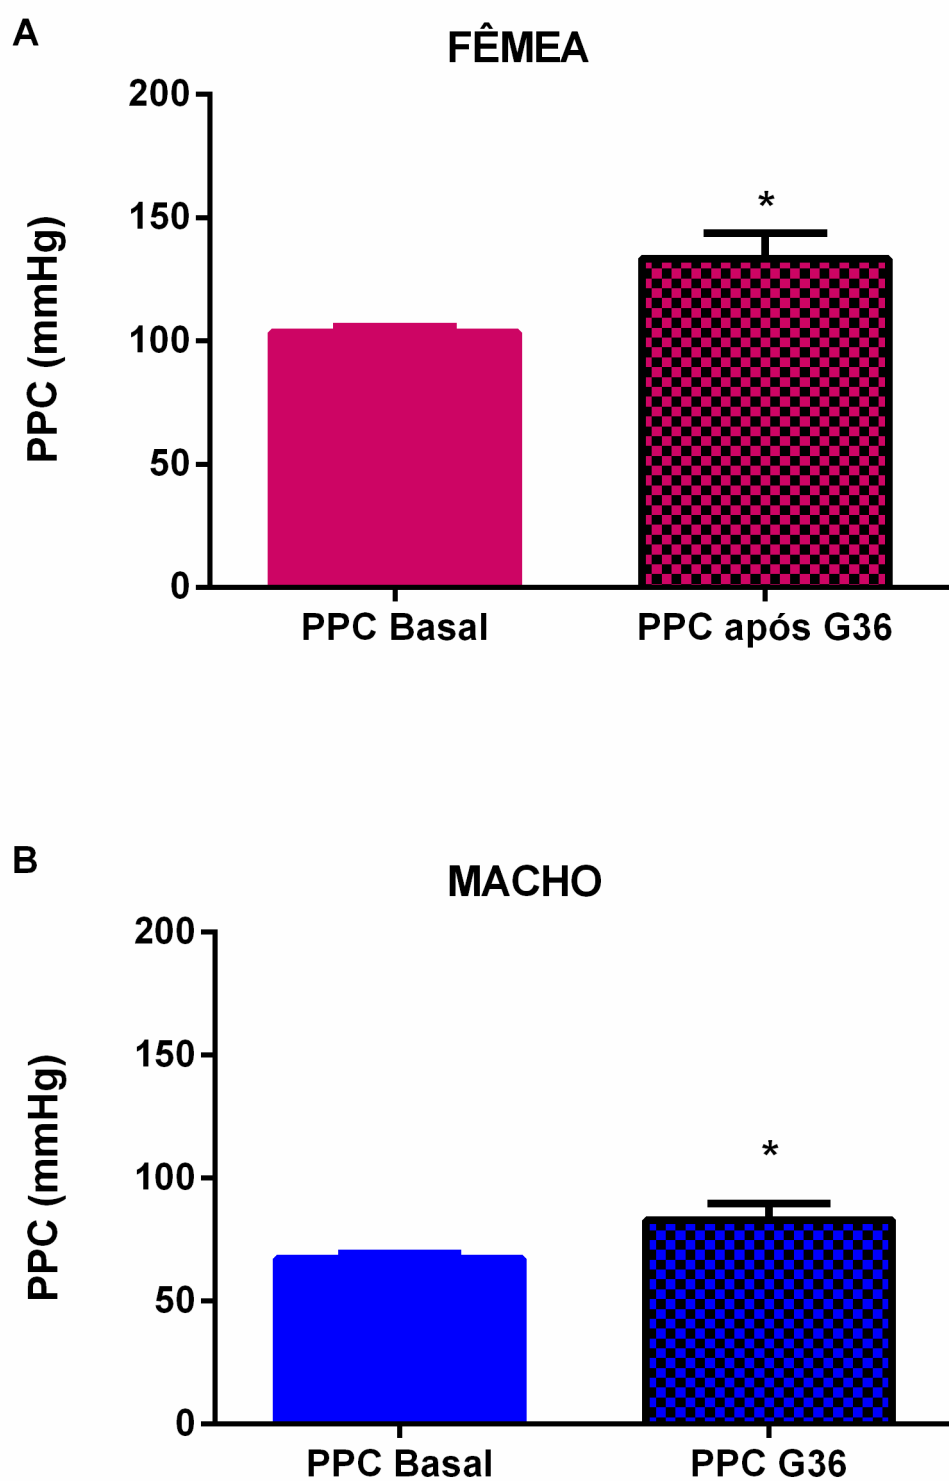 A
FÊMEA
200
150
100
50
0
PPC (mmHg)
*
PPC Basal
PPC após G36
B
MACHO
200
150
100
50
0
PPC (mmHg)
*
PPC Basal
PPC G36